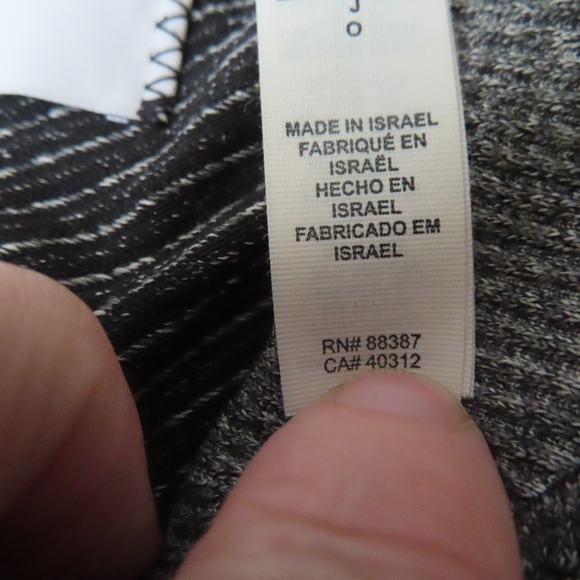 J
O
MADE IN ISRAEL
FABRIQUÉ EN
ISRAËL
HECHO EN
ISRAEL
FABRICADO EM
ISRAEL
RN# 88387
CA# 40312